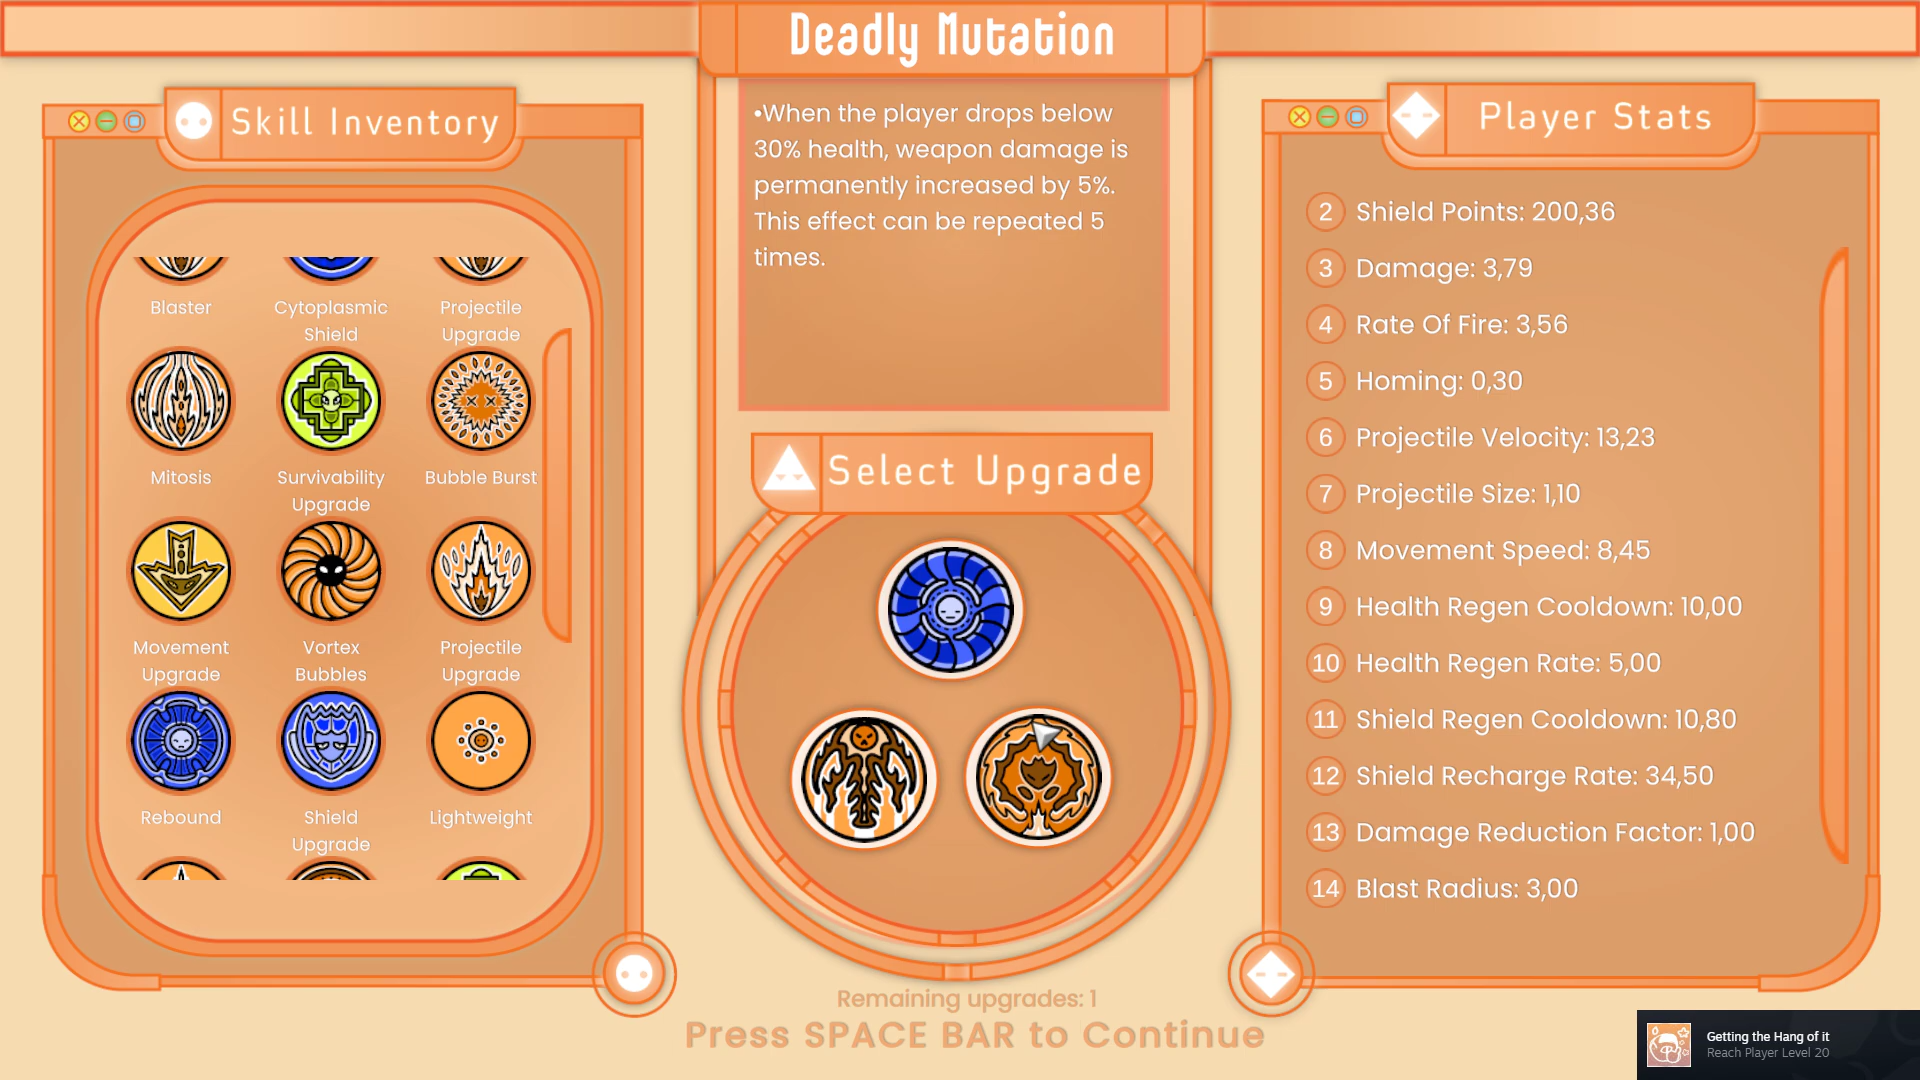 Deadly Mutation
•When the player drops below
30% health, weapon damage is
permanently increased by 5%.
This effect can be repeated 5
times.
Skill Inventory
Blaster
Cytoplasmic
Shield
Projectile
Upgrade
Mitosis
Survivability
Upgrade
Bubble Burst
Movement
Upgrade
Vortex
Bubbles
Projectile
Upgrade
Rebound
Shield
Upgrade
Lightweight
Select Upgrade
Remaining upgrades: 1
Press SPACE BAR to Continue
Player Stats
2 Shield Points: 200,36
3 Damage: 3,79
4 Rate Of Fire: 3,56
5 Homing: 0,30
6 Projectile Velocity: 13,23
7 Projectile Size: 1,10
8 Movement Speed: 8,45
9 Health Regen Cooldown: 10,00
10 Health Regen Rate: 5,00
11 Shield Regen Cooldown: 10,80
12 Shield Recharge Rate: 34,50
13 Damage Reduction Factor: 1,00
14 Blast Radius: 3,00
Getting the Hang of it
Reach Player Level 20